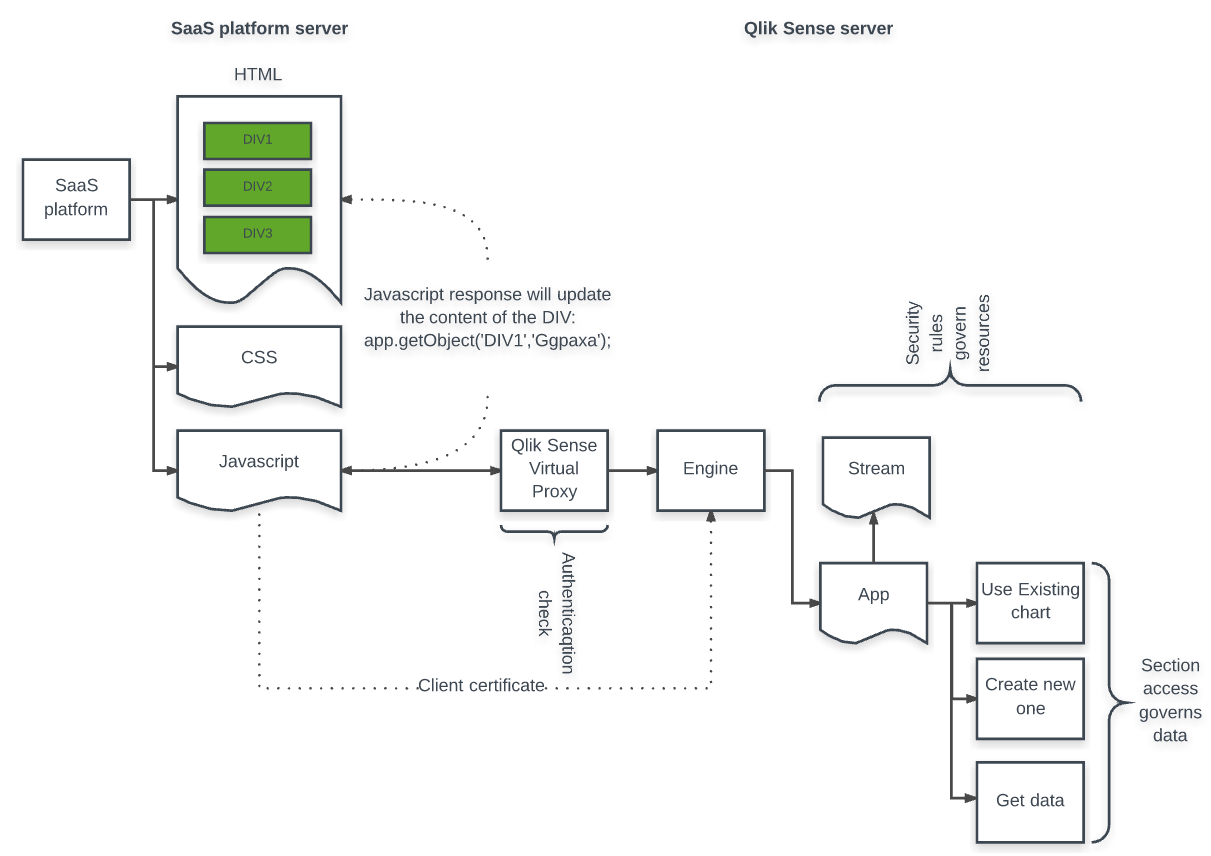 SaaS platform server
Qlik Sense server
HTML
DIV1
DIV2
DIV3
SaaS
platform
Javascript response will update
the content of the DIV:
app.getObject('DIV1','Ggpaxa');
CSS
Javascript
Qlik Sense
Virtual
Proxy
Engine
Security
rules
govern
resources
Stream
Authenticaqtion
check
Client certificate
App
Use Existing
chart
Create new
one
Get data
Section
access
governs
data